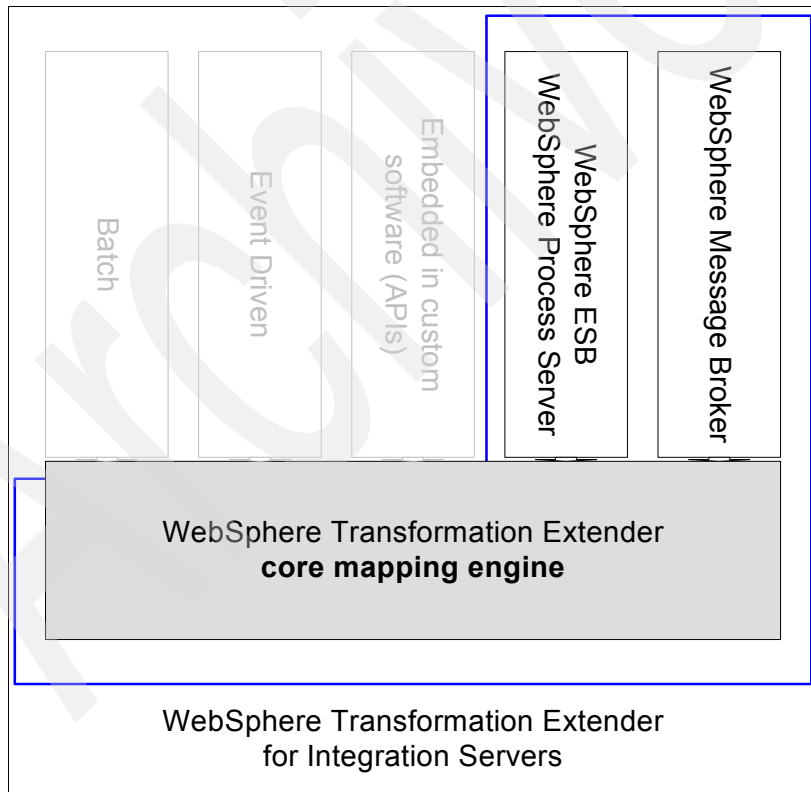 Batch
Event Driven
Embedded in custom
software (APIs)
WebSphere ESB
WebSphere Process Server
WebSphere Message Broker
WebSphere Transformation Extender
core mapping engine
WebSphere Transformation Extender
for Integration Servers